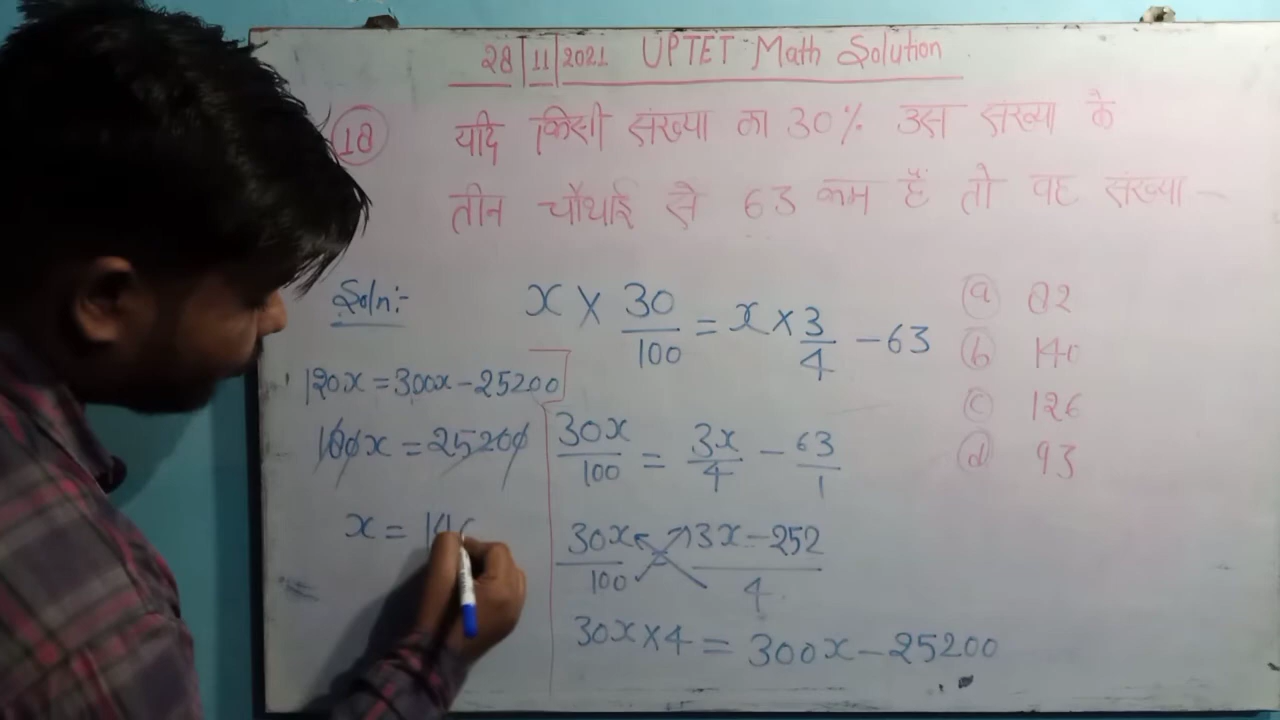 28|11|2021 UPTET Math Solution
18 यदि किसी संख्या का 30% उस संख्या के
तीन चौथाई से 63 कम हैं तो वह संख्या —
Soln:-
x × 30/100 = x × 3/4 - 63
30x/100 = 3x/4 - 63/1
30x/100 = 3x - 252/4
30x × 4 = 300x - 25200
120x = 300x - 25200
180x = 25200
x = 14
(a) 82
(b) 140
(c) 126
(d) 93